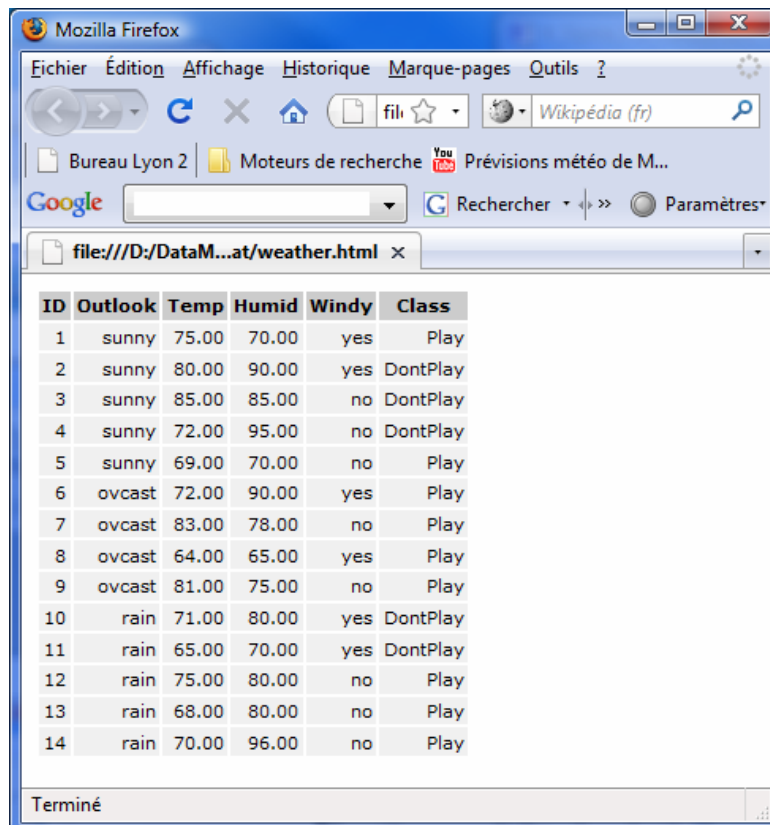 Mozilla Firefox
Fichier Édition Affichage Historique Marque-pages Outils ?
Wikipédia (fr)
Bureau Lyon 2 Moteurs de recherche You Tube Prévisions météo de M...
Google G Rechercher » Paramètres
file:///D:/DataM...at/weather.html
ID Outlook Temp Humid Windy Class
1 sunny 75.00 70.00 yes Play
2 sunny 80.00 90.00 yes DontPlay
3 sunny 85.00 85.00 no DontPlay
4 sunny 72.00 95.00 no DontPlay
5 sunny 69.00 70.00 no Play
6 ovcast 72.00 90.00 yes Play
7 ovcast 83.00 78.00 no Play
8 ovcast 64.00 65.00 yes Play
9 ovcast 81.00 75.00 no Play
10 rain 71.00 80.00 yes DontPlay
11 rain 65.00 70.00 yes DontPlay
12 rain 75.00 80.00 no Play
13 rain 68.00 80.00 no Play
14 rain 70.00 96.00 no Play
Terminé